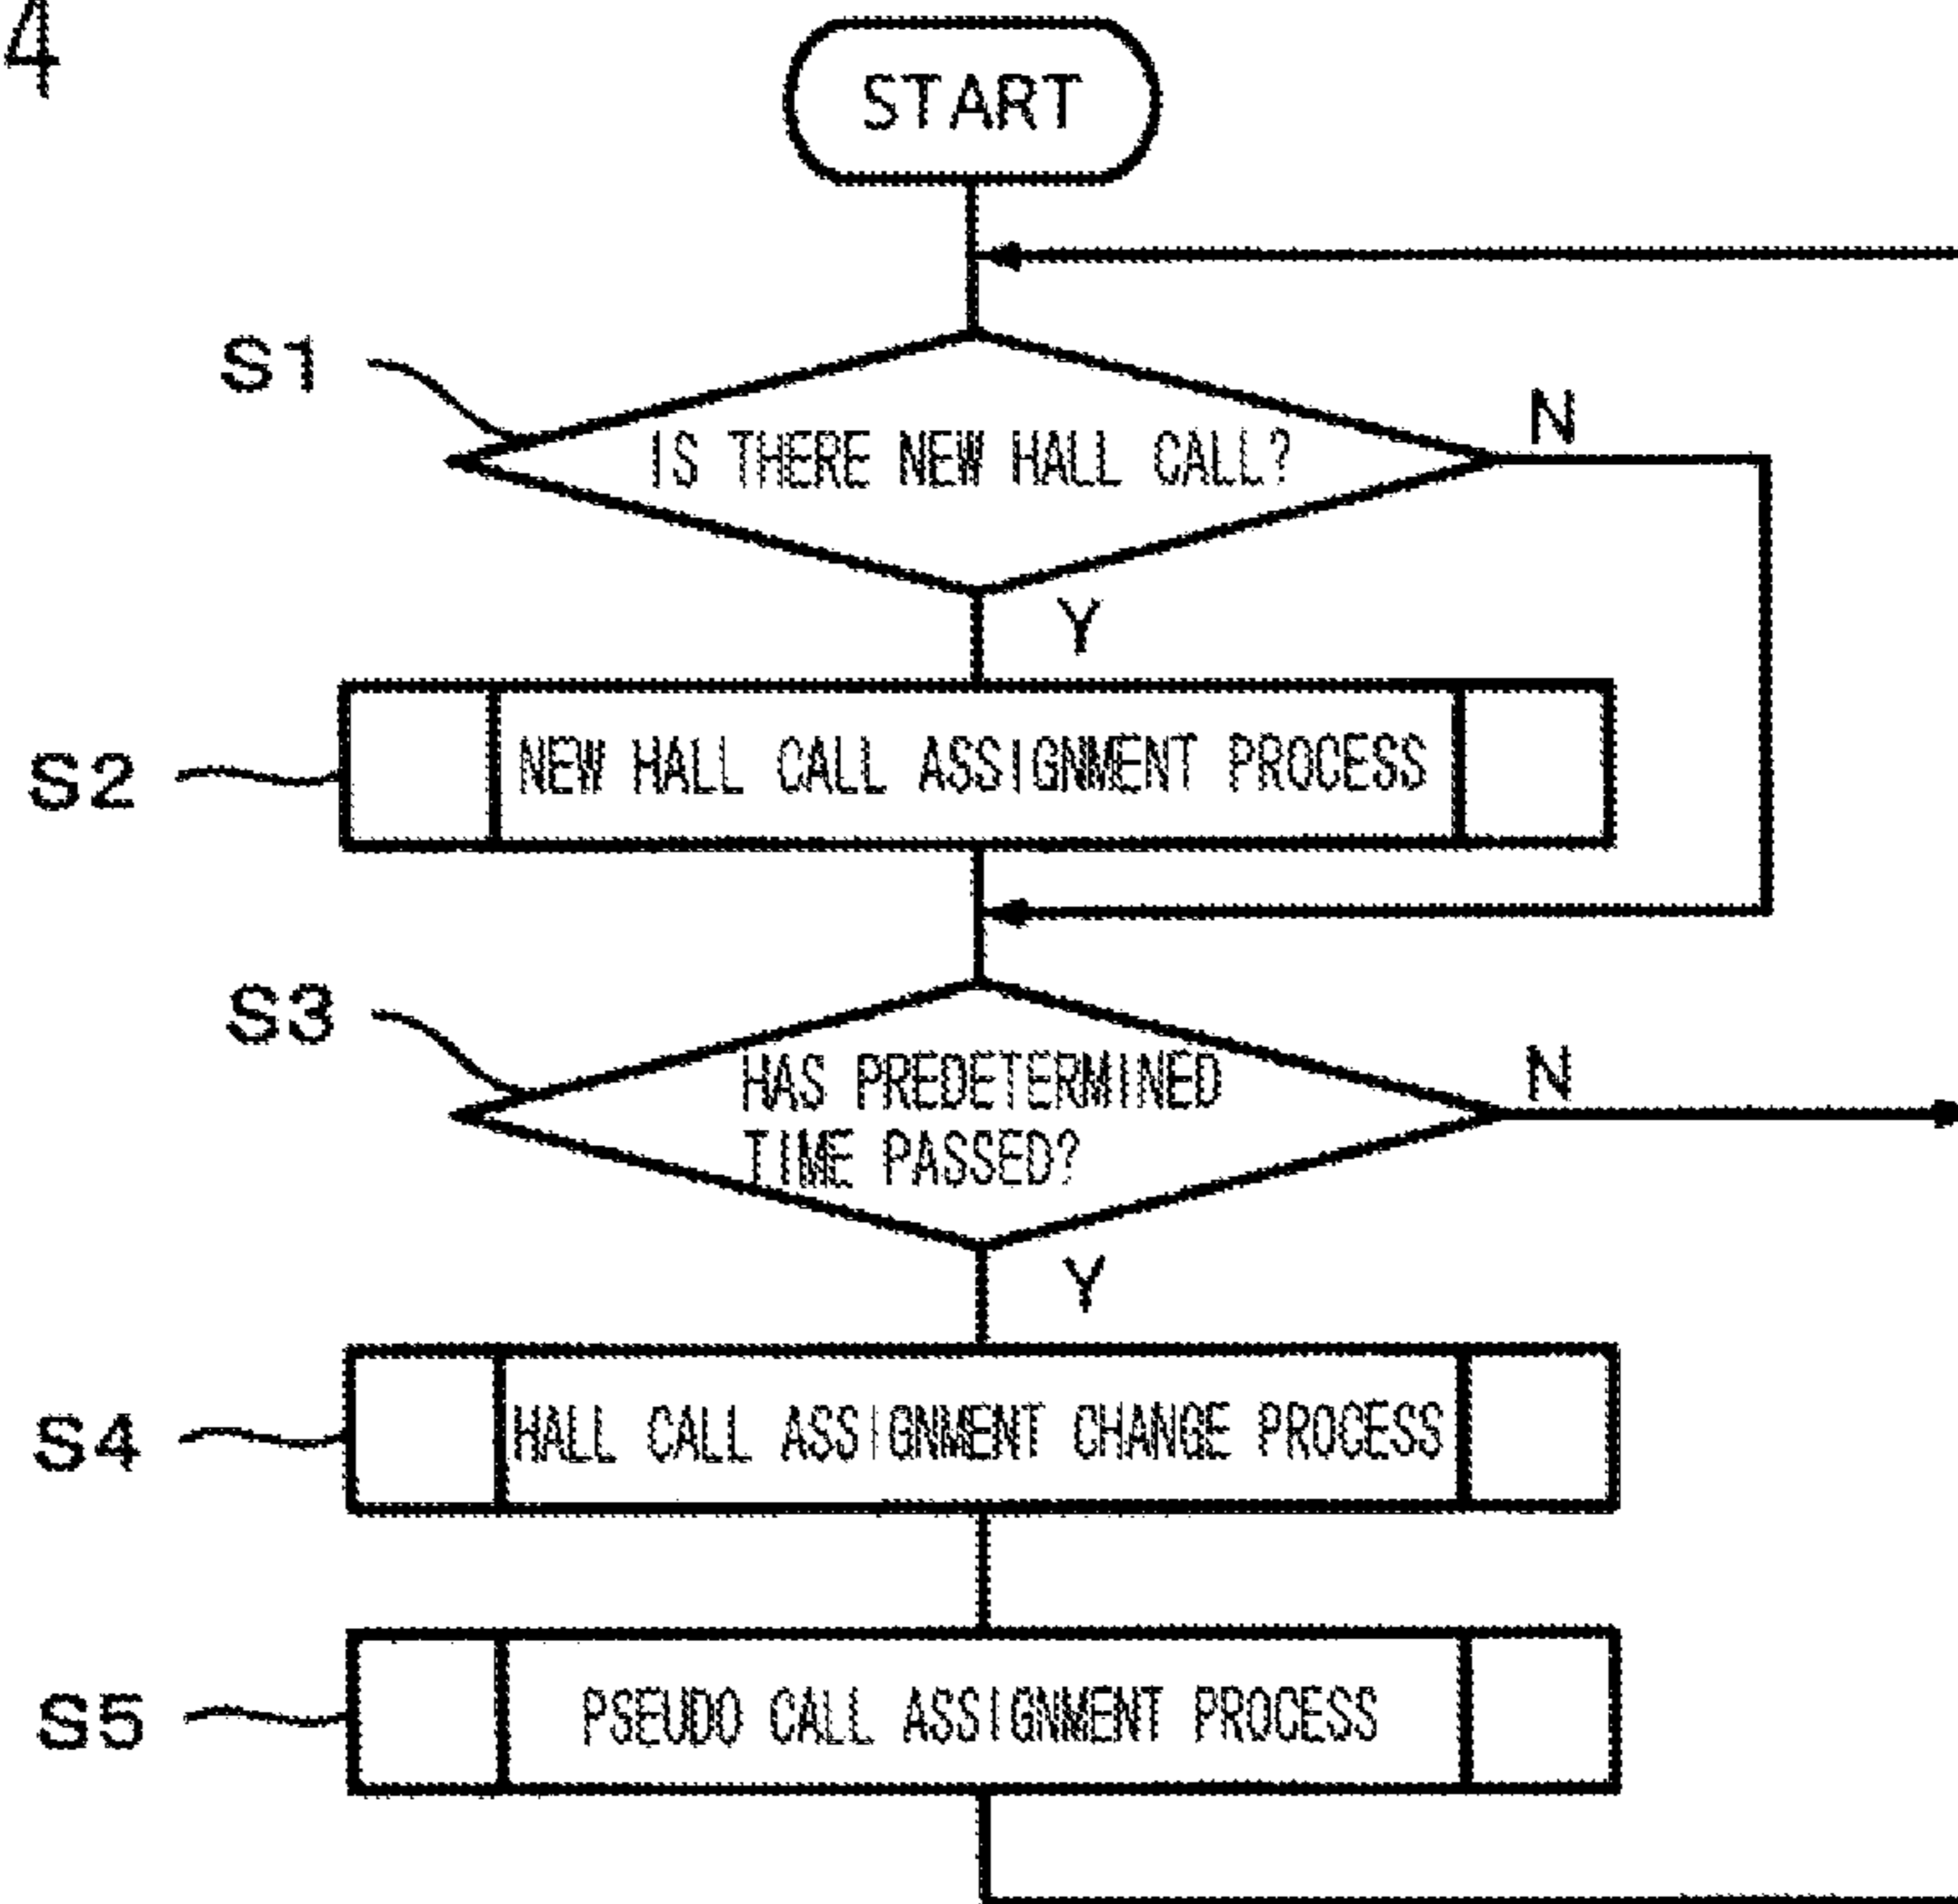 4
START
S1
IS THERE NEW HALL CALL?
N
Y
S2
NEW HALL CALL ASSIGNMENT PROCESS
S3
HAS PREDETERMINED
TIME PASSED?
N
Y
S4
HALL CALL ASSIGNMENT CHANGE PROCESS
S5
PSEUDO CALL ASSIGNMENT PROCESS